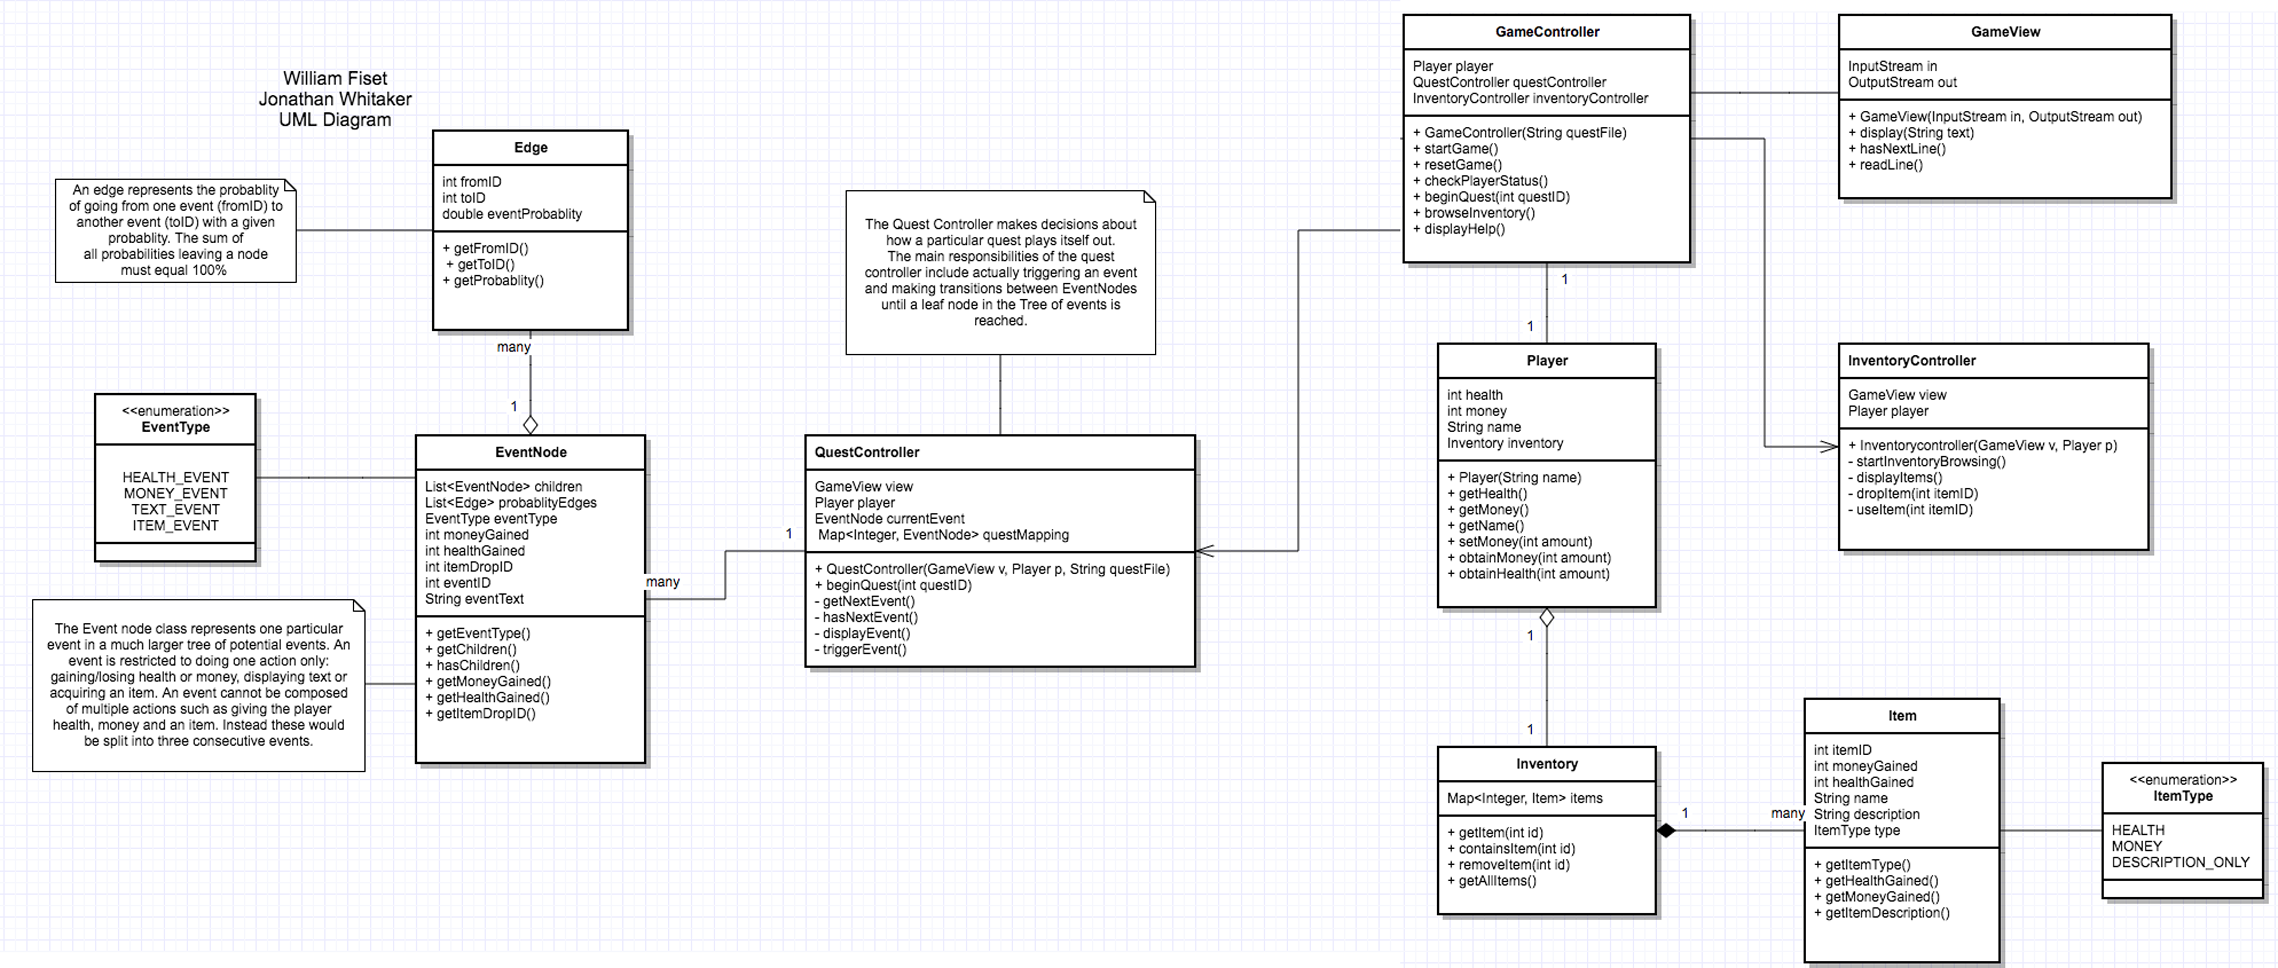 William Fiset
Jonathan Whitaker
UML Diagram
An edge represents the probablity
of going from one event (fromID) to
another event (toID) with a given
probablity. The sum of
all probabilities leaving a node
must equal 100%
Edge
int fromID
int toID
double eventProbablity
+ getFromID()
+ getToID()
+ getProbablity()
many
1
<<enumeration>>
EventType
HEALTH_EVENT
MONEY_EVENT
TEXT_EVENT
ITEM_EVENT
The Event node class represents one particular
event in a much larger tree of potential events. An
event is restricted to doing one action only:
gaining/losing health or money, displaying text or
acquiring an item. An event cannot be composed
of multiple actions such as giving the player
health, money and an item. Instead these would
be split into three consecutive events.
EventNode
List<EventNode> children
List<Edge> probablityEdges
EventType eventType
int moneyGained
int healthGained
int itemDropID
int eventID
String eventText
+ getEventType()
+ getChildren()
+ hasChildren()
+ getMoneyGained()
+ getHealthGained()
+ getItemDropID()
many
1
The Quest Controller makes decisions about
how a particular quest plays itself out.
The main responsibilities of the quest
controller include actually triggering an event
and making transitions between EventNodes
until a leaf node in the Tree of events is
reached.
QuestController
GameView view
Player player
EventNode currentEvent
Map<Integer, EventNode> questMapping
+ QuestController(GameView v, Player p, String questFile)
+ beginQuest(int questID)
- getNextEvent()
- hasNextEvent()
- displayEvent()
- triggerEvent()
GameController
Player player
QuestController questController
InventoryController inventoryController
+ GameController(String questFile)
+ startGame()
+ resetGame()
+ checkPlayerStatus()
+ beginQuest(int questID)
+ browseInventory()
+ displayHelp()
1
1
Player
int health
int money
String name
Inventory inventory
+ Player(String name)
+ getHealth()
+ getMoney()
+ getName()
+ setMoney(int amount)
+ obtainMoney(int amount)
+ obtainHealth(int amount)
1
1
Inventory
Map<Integer, Item> items
+ getItem(int id)
+ containsItem(int id)
+ removeItem(int id)
+ getAllItems()
1
many
GameView
InputStream in
OutputStream out
+ GameView(InputStream in, OutputStream out)
+ display(String text)
+ hasNextLine()
+ readLine()
InventoryController
GameView view
Player player
+ Inventorycontroller(GameView v, Player p)
- startInventoryBrowsing()
- displayItems()
- dropItem(int itemID)
- useItem(int itemID)
Item
int itemID
int moneyGained
int healthGained
String name
String description
ItemType type
+ getItemType()
+ getHealthGained()
+ getMoneyGained()
+ getItemDescription()
<<enumeration>>
ItemType
HEALTH
MONEY
DESCRIPTION_ONLY